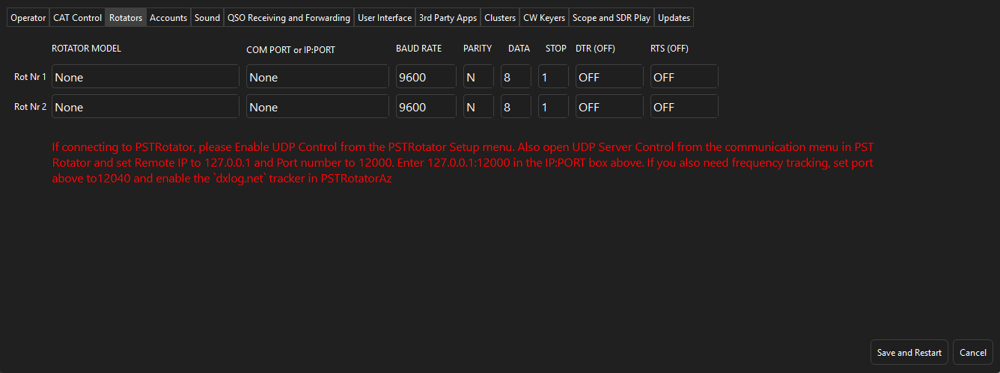 Operator CAT Control Rotators Accounts Sound QSO Receiving and Forwarding User Interface 3rd Party Apps Clusters CW Keyers Scope and SDR Play Updates
ROTATOR MODEL COM PORT or IP:PORT BAUD RATE PARITY DATA STOP DTR (OFF) RTS (OFF)
Rot Nr 1 None None 9600 N 8 1 OFF OFF
Rot Nr 2 None None 9600 N 8 1 OFF OFF
If connecting to PSTRotator, please Enable UDP Control from the PSTRotator Setup menu. Also open UDP Server Control from the communication menu in PST
Rotator and set Remote IP to 127.0.0.1 and Port number to 12000. Enter 127.0.0.1:12000 in the IP:PORT box above. If you also need frequency tracking, set port
above to12040 and enable the `dxlog.net` tracker in PSTRotatorAz
Save and Restart Cancel